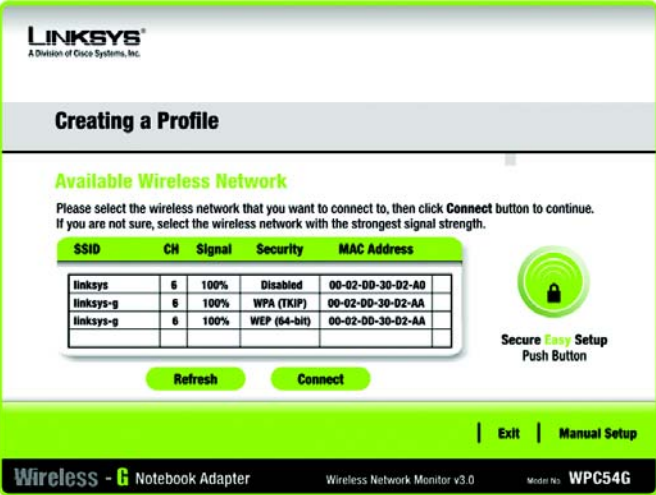 LINKSYS®
A Division of Cisco Systems, Inc.
Creating a Profile
Available Wireless Network
Please select the wireless network that you want to connect to, then click Connect button to continue.
If you are not sure, select the wireless network with the strongest signal strength.
SSID CH Signal Security MAC Address
linksys 6 100% Disabled 00-02-DD-30-D2-A0
linksys-g 6 100% WPA (TKIP) 00-02-DD-30-D2-AA
linksys-g 6 100% WEP (64-bit) 00-02-DD-30-D2-AA
Secure Easy Setup
Push Button
Refresh Connect
Exit Manual Setup
Wireless - G Notebook Adapter Wireless Network Monitor v3.0 Model No. WPC54G